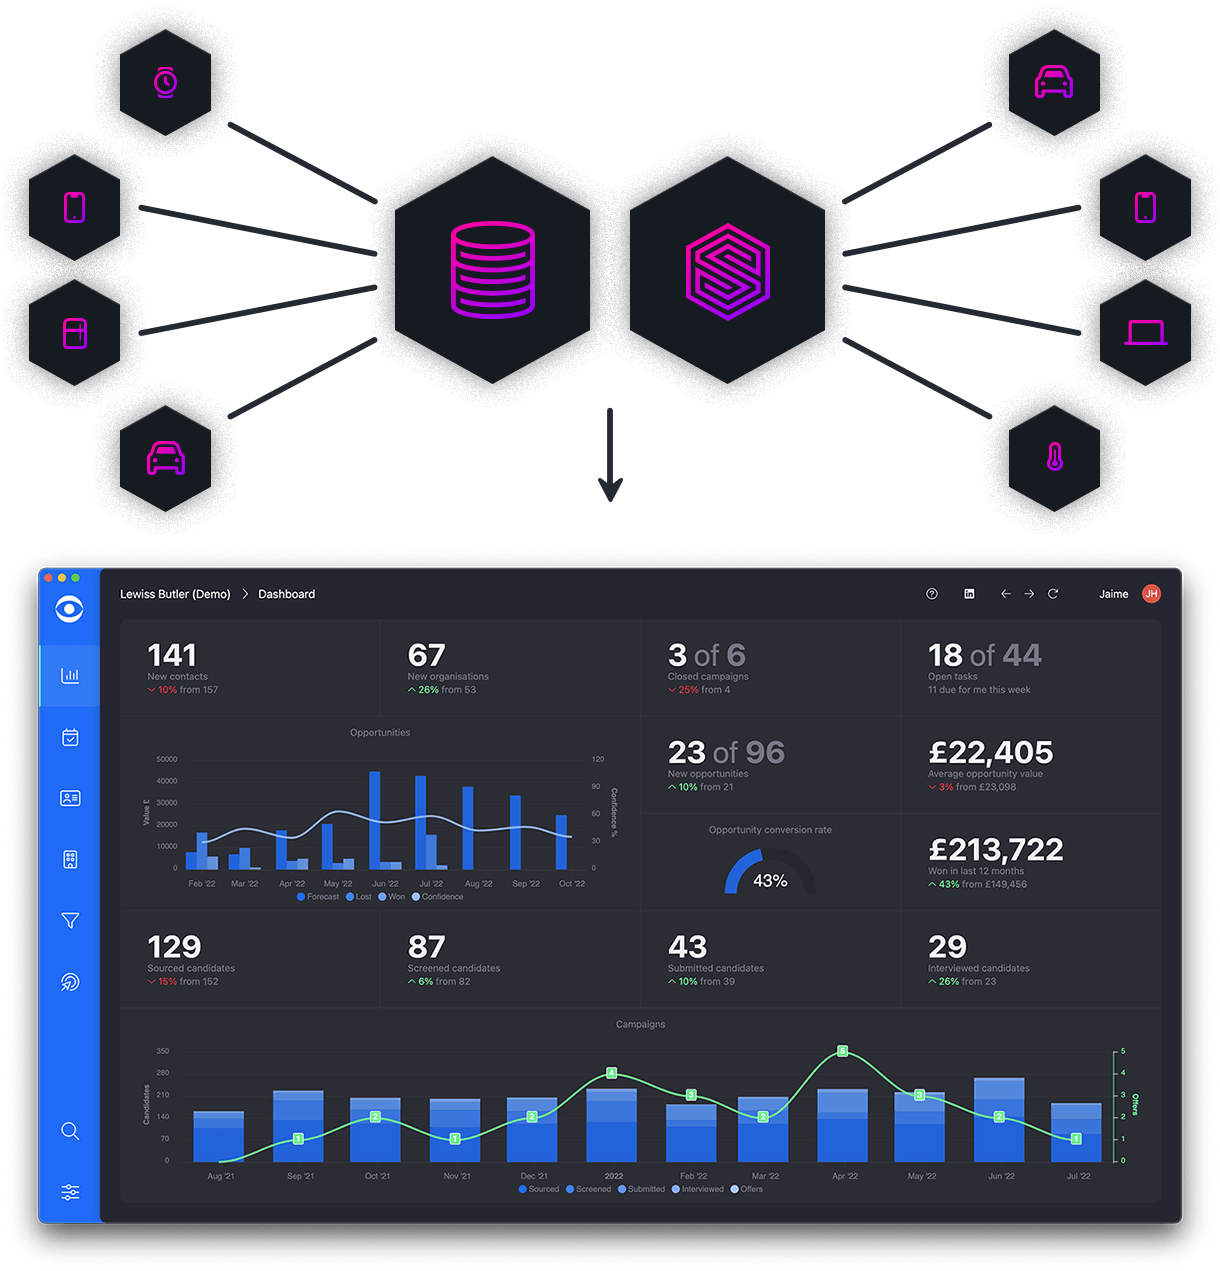 Lewiss Butler (Demo) > Dashboard
Jaime JH
141
New contacts
10% from 157
67
New organisations
26% from 53
3 of 6
Closed campaigns
25% from 4
18 of 44
Open tasks
11 due for me this week
Opportunities
50000
40000
30000
20000
10000
0
Value £
120
90
60
30
0
Confidence %
Feb '22 Mar '22 Apr '22 May '22 Jun '22 Jul '22 Aug '22 Sep '22 Oct '22
Forecast Lost Won Confidence
23 of 96
New opportunities
10% from 21
£22,405
Average opportunity value
3% from £23,098
Opportunity conversion rate
43%
£213,722
Won in last 12 months
43% from £149,456
129
Sourced candidates
15% from 152
87
Screened candidates
6% from 82
43
Submitted candidates
10% from 39
29
Interviewed candidates
26% from 23
Campaigns
350
280
210
140
70
0
Candidates
1 2 1 2 4 3 2 5 3 2 1
5
4
3
2
1
0
Offers
Aug '21 Sep '21 Oct '21 Nov '21 Dec '21 2022 Feb '22 Mar '22 Apr '22 May '22 Jun '22 Jul '22
Sourced Screened Submitted Interviewed Offers